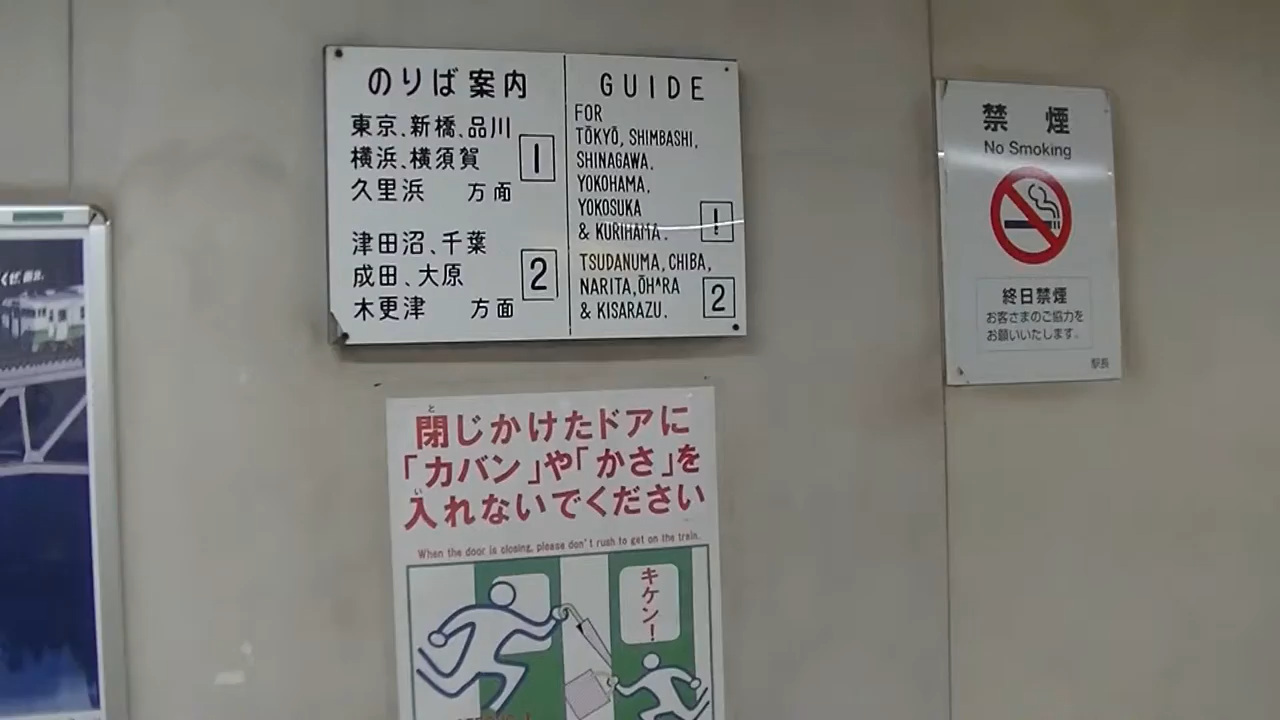 のりば案内
東京、新橋、品川
横浜、横須賀
久里浜 方面
1
津田沼、千葉
成田、大原
木更津 方面
2
GUIDE
FOR
TŌKYŌ, SHIMBASHI,
SHINAGAWA,
YOKOHAMA,
YOKOSUKA
& KURIHAMA.
1
TSUDANUMA, CHIBA,
NARITA, ŌHARA
& KISARAZU.
2
禁煙
No Smoking
終日禁煙
お客さまのご協力を
お願いいたします。
駅長
と
閉じかけたドアに
「カバン」や「かさ」を
い
入れないでください
When the door is closing, please don't rush to get on the train.
キケン!